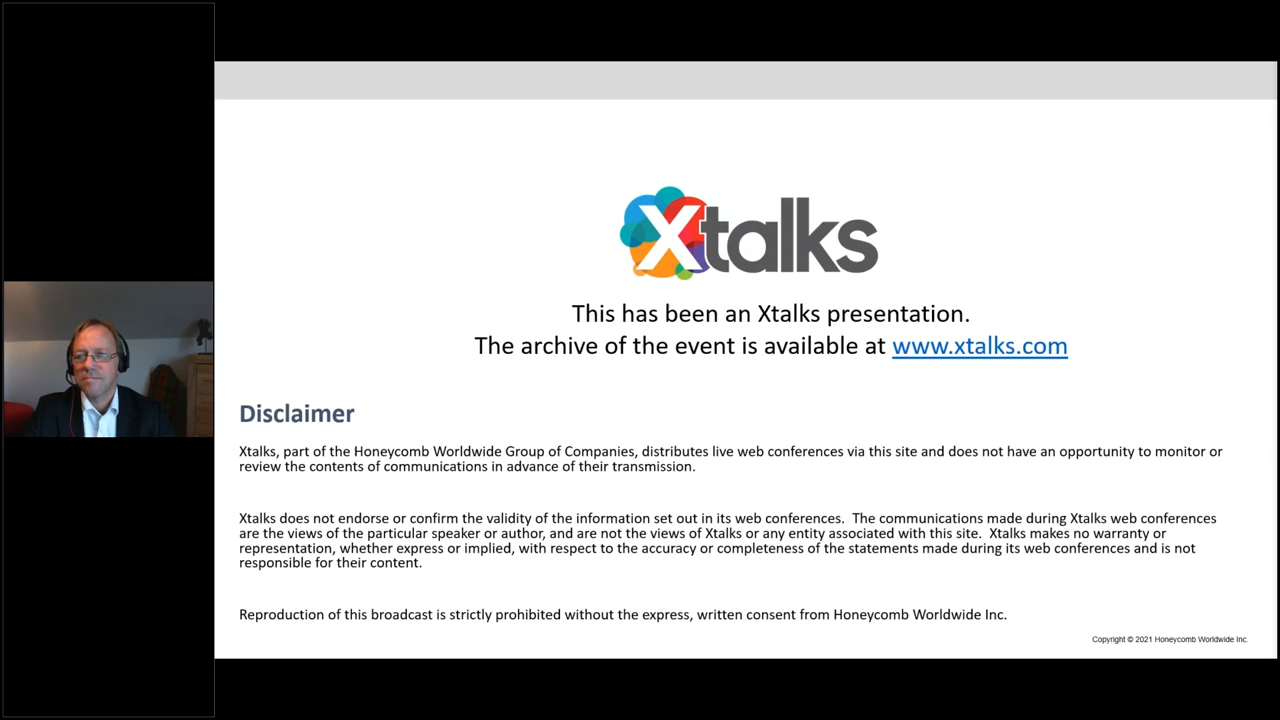 Xtalks
This has been an Xtalks presentation.
The archive of the event is available at www.xtalks.com
Disclaimer
Xtalks, part of the Honeycomb Worldwide Group of Companies, distributes live web conferences via this site and does not have an opportunity to monitor or
review the contents of communications in advance of their transmission.
Xtalks does not endorse or confirm the validity of the information set out in its web conferences.  The communications made during Xtalks web conferences
are the views of the particular speaker or author, and are not the views of Xtalks or any entity associated with this site.  Xtalks makes no warranty or
representation, whether express or implied, with respect to the accuracy or completeness of the statements made during its web conferences and is not
responsible for their content.
Reproduction of this broadcast is strictly prohibited without the express, written consent from Honeycomb Worldwide Inc.
Copyright © 2021 Honeycomb Worldwide Inc.